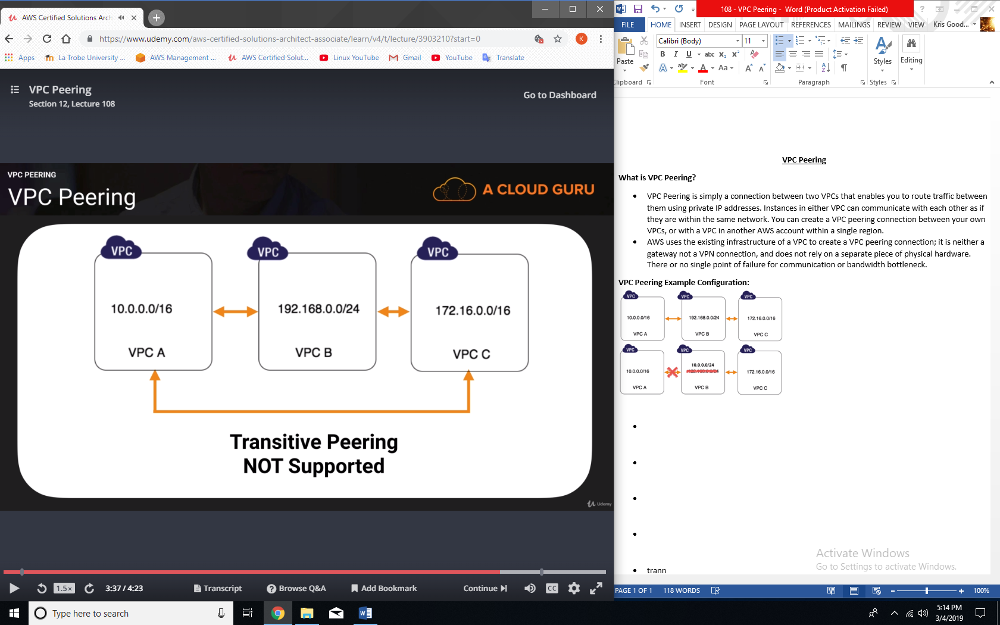 AWS Certified Solutions Arch
https://www.udemy.com/aws-certified-solutions-architect-associate/learn/v4/t/lecture/3903210?start=0
K
Apps
La Trobe University ...
AWS Management ...
AWS Certified Solut...
Linux YouTube
Gmail
YouTube
Translate
VPC Peering
Section 12, Lecture 108
Go to Dashboard
VPC PEERING
VPC Peering
A CLOUD GURU
VPC
VPC
VPC
10.0.0.0/16
192.168.0.0/24
172.16.0.0/16
VPC A
VPC B
VPC C
Transitive Peering
NOT Supported
Udemy
1.5×
3:37 / 4:23
Transcript
Browse Q&A
Add Bookmark
Continue
CC
108 - VPC Peering - Word (Product Activation Failed)
FILE
HOME
INSERT
DESIGN
PAGE LAYOUT
REFERENCES
MAILINGS
REVIEW
VIEW
Kris Good...
Paste
Calibri (Body)
11
B I U abc x₂ x²
A ab A Aa A A
Styles
Editing
Clipboard
Font
Paragraph
Styles
VPC Peering
What is VPC Peering?
• VPC Peering is simply a connection between two VPCs that enables you to route traffic between
them using private IP addresses. Instances in either VPC can communicate with each other as if
they are within the same network. You can create a VPC peering connection between your own
VPCs, or with a VPC in another AWS account within a single region.
• AWS uses the existing infrastructure of a VPC to create a VPC peering connection; it is neither a
gateway not a VPN connection, and does not rely on a separate piece of physical hardware.
There or no single point of failure for communication or bandwidth bottleneck.
VPC Peering Example Configuration:
VPC
VPC
VPC
10.0.0.0/16
192.168.0.0/24
172.16.0.0/16
VPC A
VPC B
VPC C
VPC
VPC
VPC
10.0.0.0/24
10.0.0.0/16
172.16.0.0/16
VPC A
VPC B
VPC C
• trann
Activate Windows
Go to Settings to activate Windows.
PAGE 1 OF 1
118 WORDS
100%
Type here to search
5:14 PM
3/4/2019